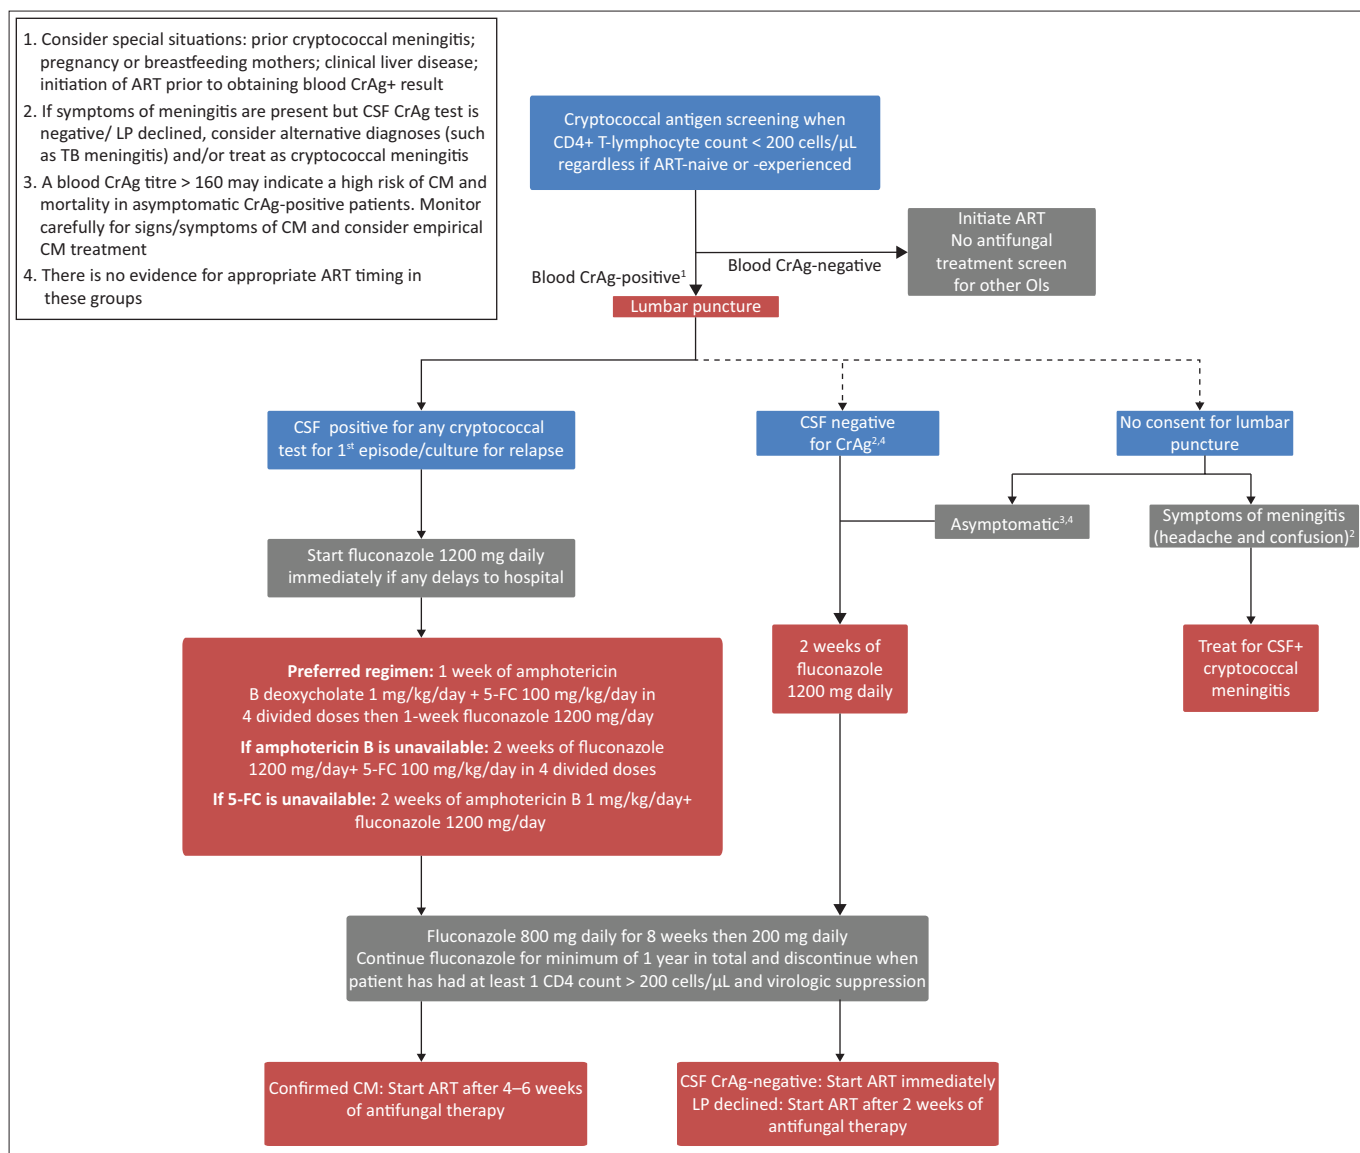 1. Consider special situations: prior cryptococcal meningitis;
pregnancy or breastfeeding mothers; clinical liver disease;
initiation of ART prior to obtaining blood CrAg+ result
2. If symptoms of meningitis are present but CSF CrAg test is
negative/ LP declined, consider alternative diagnoses (such
as TB meningitis) and/or treat as cryptococcal meningitis
3. A blood CrAg titre > 160 may indicate a high risk of CM and
mortality in asymptomatic CrAg-positive patients. Monitor
carefully for signs/symptoms of CM and consider empirical
CM treatment
4. There is no evidence for appropriate ART timing in
these groups
Cryptococcal antigen screening when
CD4+ T-lymphocyte count < 200 cells/µL
regardless if ART-naive or -experienced
Initiate ART
No antifungal
treatment screen
for other OIs
Blood CrAg-negative
Blood CrAg-positive1
Lumbar puncture
CSF positive for any cryptococcal
test for 1st episode/culture for relapse
CSF negative
for CrAg2,4
No consent for lumbar
puncture
Asymptomatic3,4
Symptoms of meningitis
(headache and confusion)2
Start fluconazole 1200 mg daily
immediately if any delays to hospital
Preferred regimen: 1 week of amphotericin
B deoxycholate 1 mg/kg/day + 5-FC 100 mg/kg/day in
4 divided doses then 1-week fluconazole 1200 mg/day
If amphotericin B is unavailable: 2 weeks of fluconazole
1200 mg/day+ 5-FC 100 mg/kg/day in 4 divided doses
If 5-FC is unavailable: 2 weeks of amphotericin B 1 mg/kg/day+
fluconazole 1200 mg/day
2 weeks of
fluconazole
1200 mg daily
Treat for CSF+
cryptococcal
meningitis
Fluconazole 800 mg daily for 8 weeks then 200 mg daily
Continue fluconazole for minimum of 1 year in total and discontinue when
patient has had at least 1 CD4 count > 200 cells/µL and virologic suppression
Confirmed CM: Start ART after 4–6 weeks
of antifungal therapy
CSF CrAg-negative: Start ART immediately
LP declined: Start ART after 2 weeks of
antifungal therapy